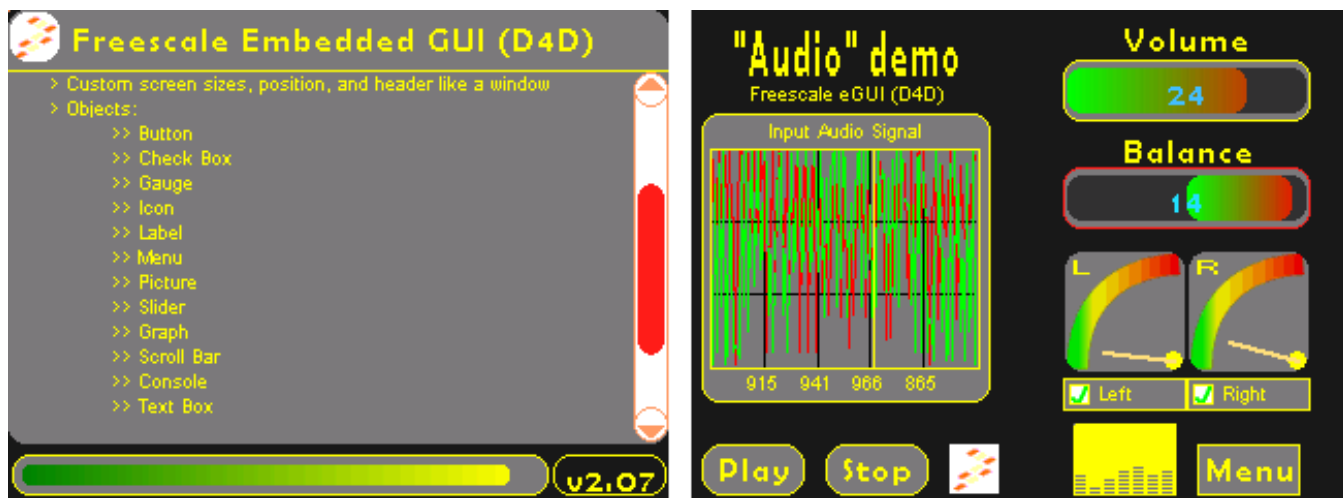 Freescale Embedded GUI (D4D)
> Custom screen sizes, position, and header like a window
> Objects:
>> Button
>> Check Box
>> Gauge
>> Icon
>> Label
>> Menu
>> Picture
>> Slider
>> Graph
>> Scroll Bar
>> Console
>> Text Box
v2.07
"Audio" demo
Freescale eGUI (D4D)
Input Audio Signal
915 941 966 865
Volume
24
Balance
14
L R
Left Right
Play Stop Menu